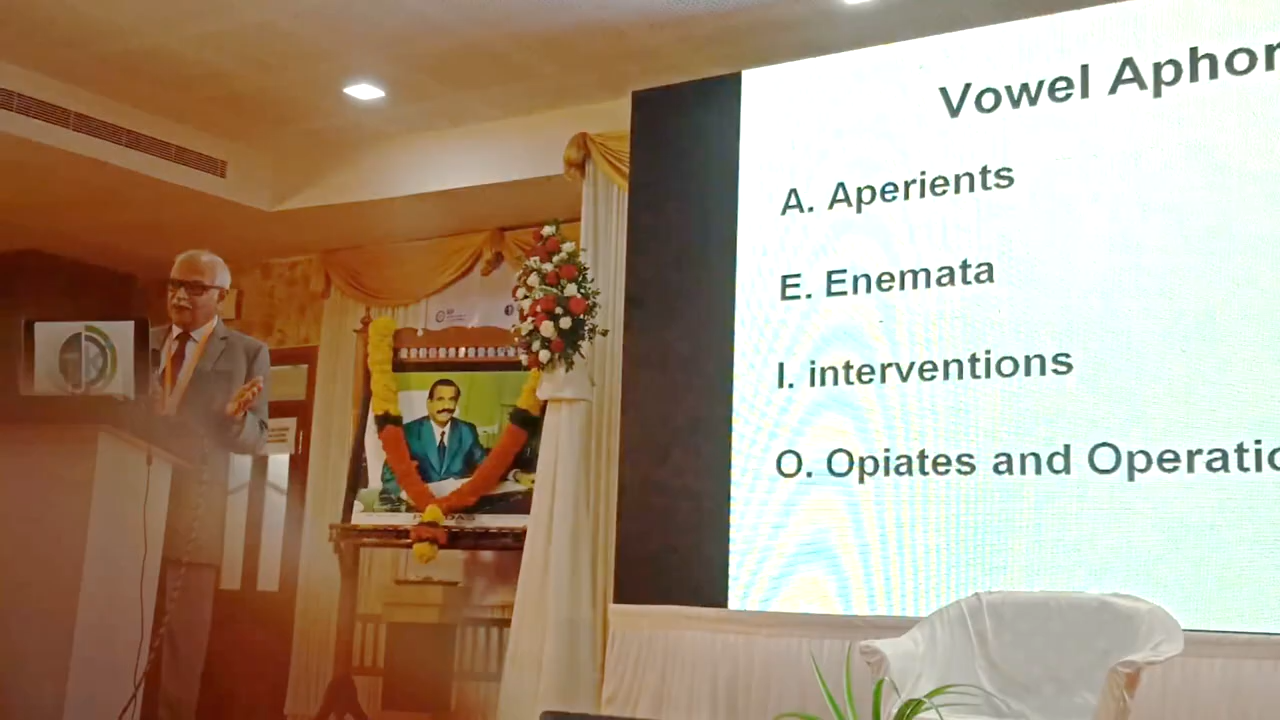 Vowel Aphor
A. Aperients
E. Enemata
I. interventions
O. Opiates and Operatio